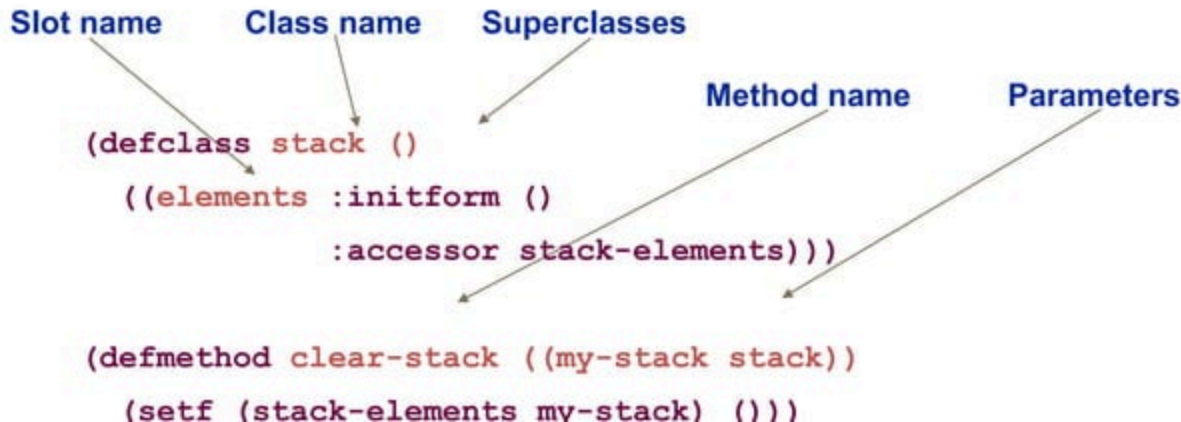 Slot name Class name Superclasses
Method name Parameters
(defclass stack ()
((elements :initform ()
:accessor stack-elements)))
(defmethod clear-stack ((my-stack stack))
(setf (stack-elements my-stack) ()))